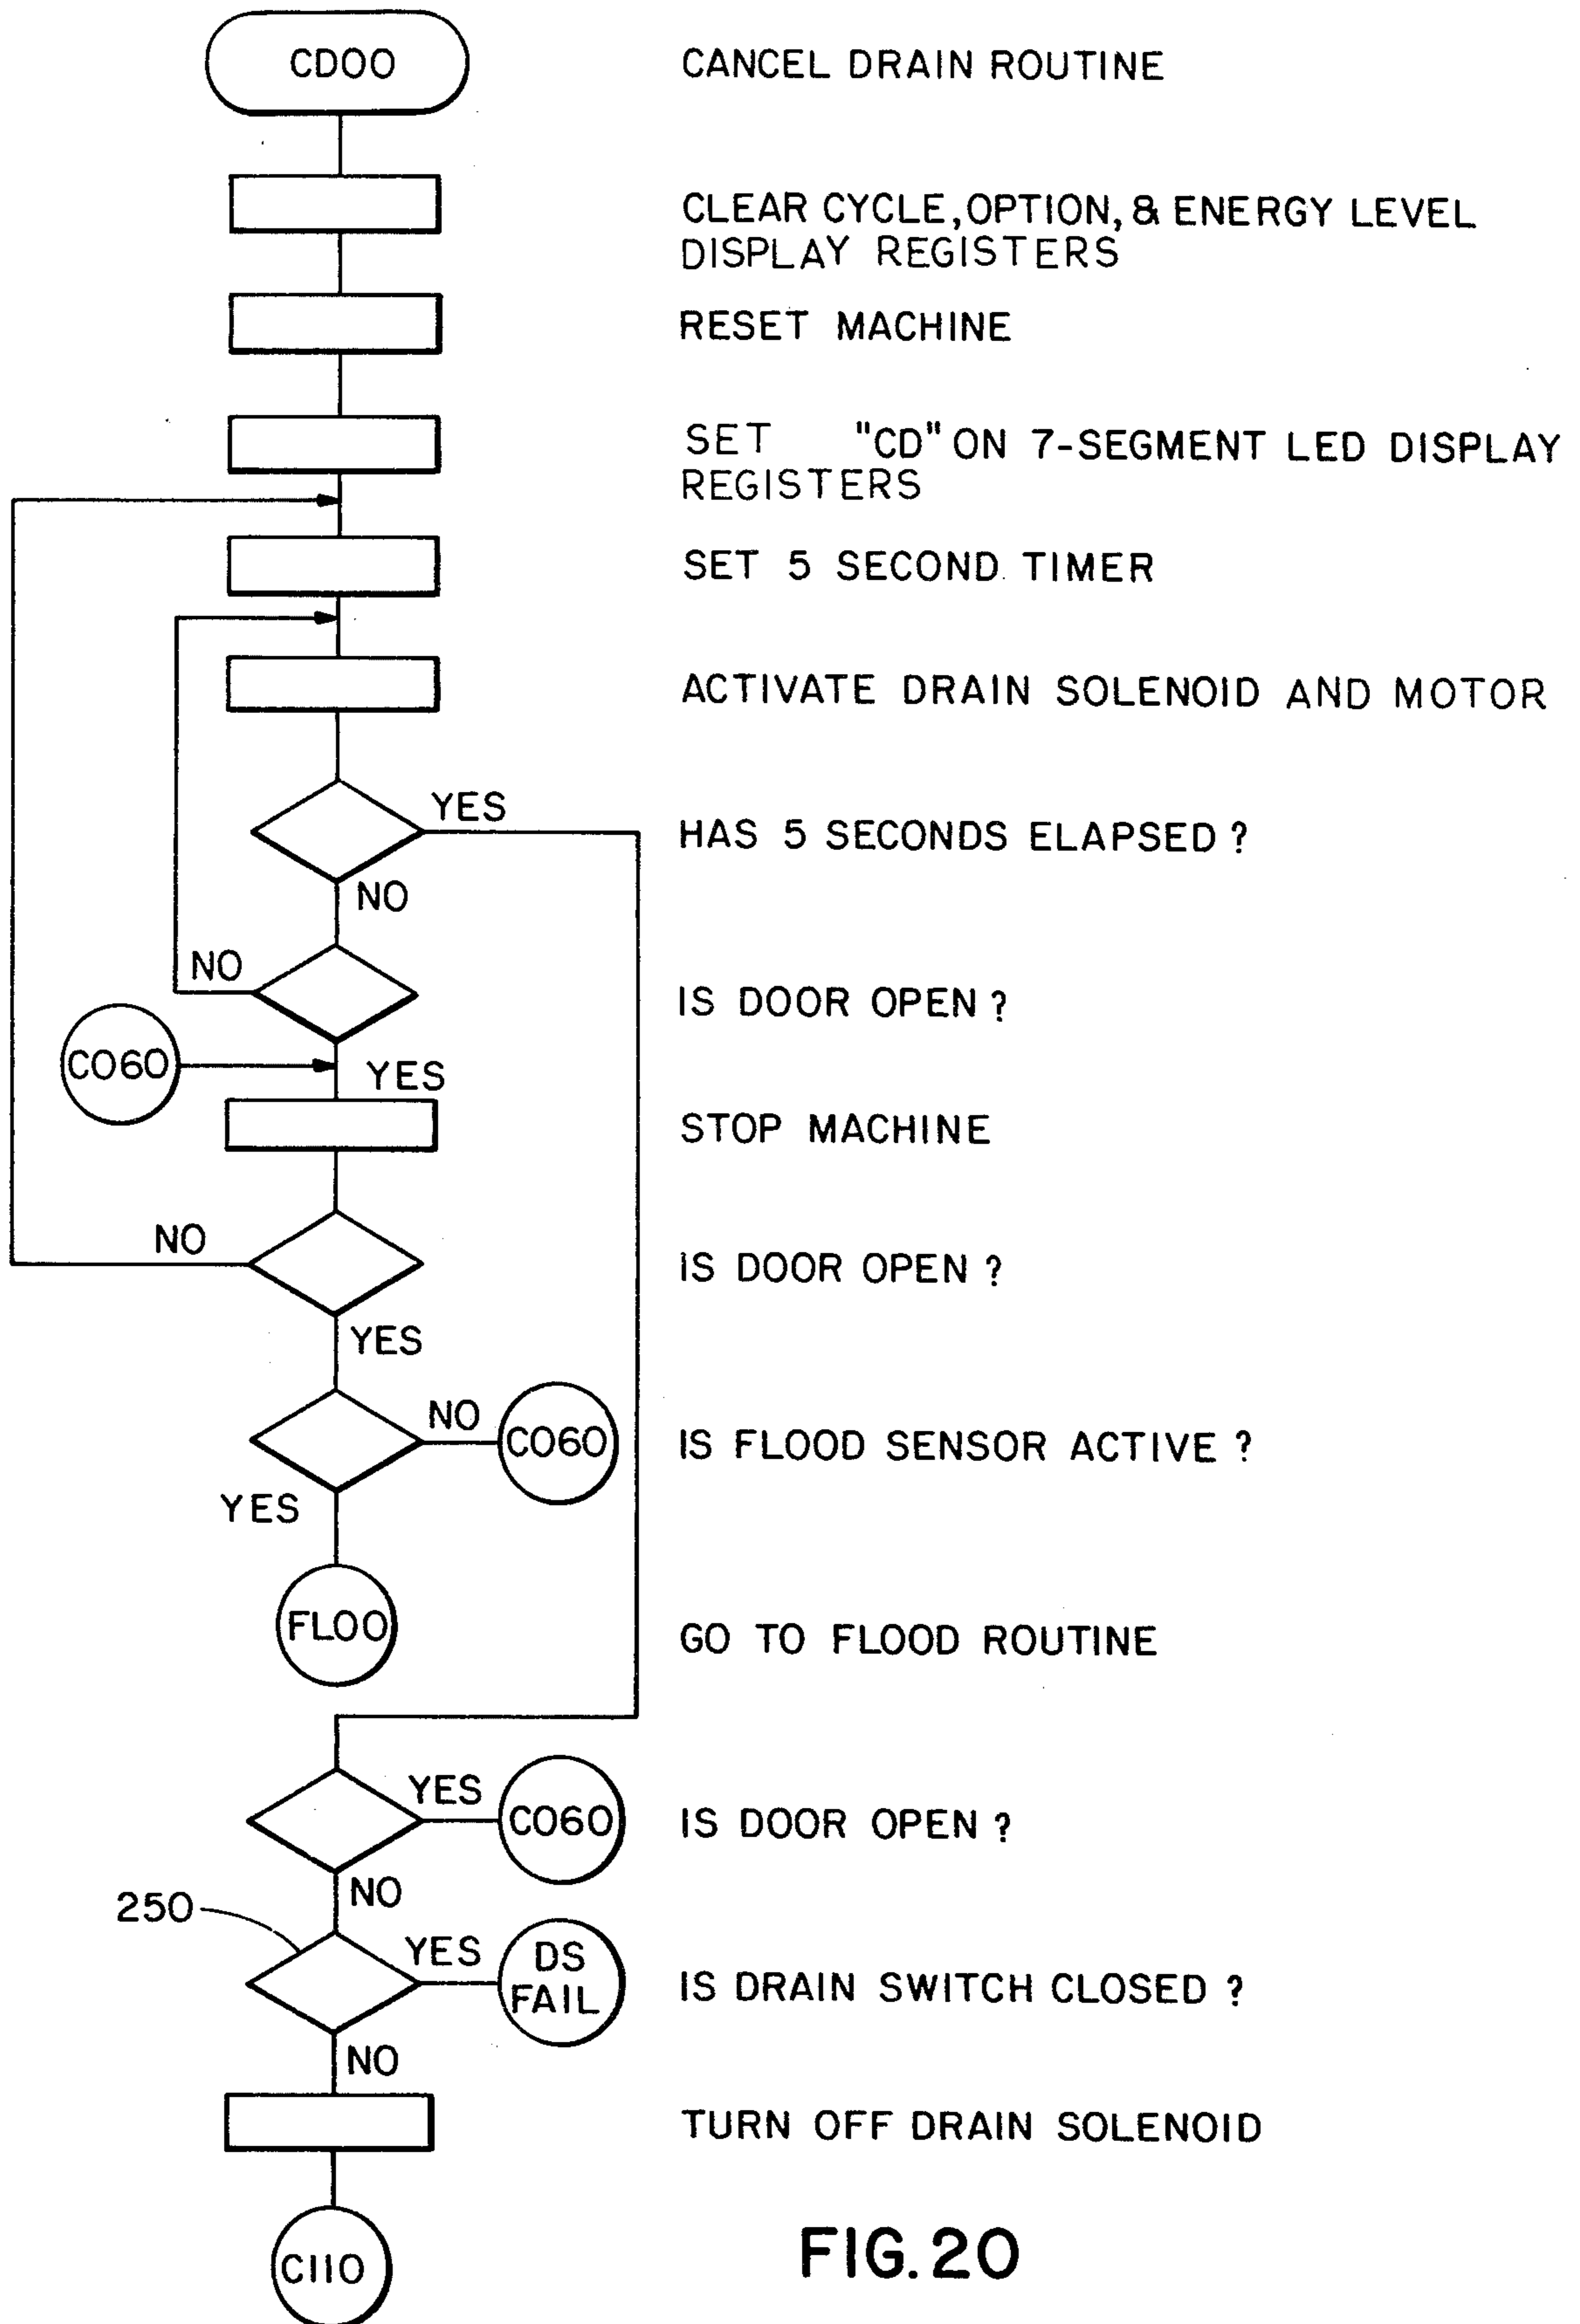 CD00
CANCEL DRAIN ROUTINE
CLEAR CYCLE, OPTION, & ENERGY LEVEL
DISPLAY REGISTERS
RESET MACHINE
SET "CD" ON 7-SEGMENT LED DISPLAY
REGISTERS
SET 5 SECOND TIMER
ACTIVATE DRAIN SOLENOID AND MOTOR
YES
HAS 5 SECONDS ELAPSED ?
NO
NO
IS DOOR OPEN ?
C060
YES
STOP MACHINE
NO
IS DOOR OPEN ?
YES
NO
C060
IS FLOOD SENSOR ACTIVE ?
YES
FL00
GO TO FLOOD ROUTINE
YES
C060
IS DOOR OPEN ?
NO
250
YES
DS
FAIL
IS DRAIN SWITCH CLOSED ?
NO
TURN OFF DRAIN SOLENOID
C110
FIG. 20